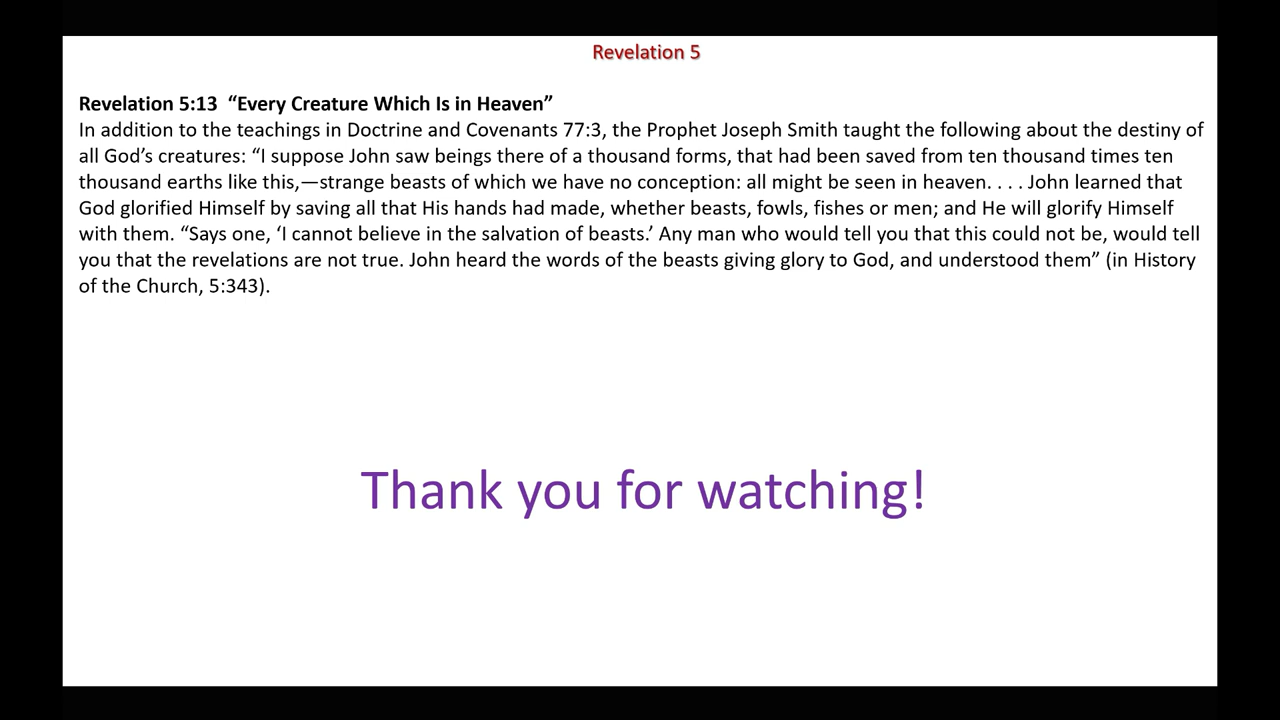 Revelation 5
Revelation 5:13  “Every Creature Which Is in Heaven”
In addition to the teachings in Doctrine and Covenants 77:3, the Prophet Joseph Smith taught the following about the destiny of
all God’s creatures: “I suppose John saw beings there of a thousand forms, that had been saved from ten thousand times ten
thousand earths like this,—strange beasts of which we have no conception: all might be seen in heaven. . . . John learned that
God glorified Himself by saving all that His hands had made, whether beasts, fowls, fishes or men; and He will glorify Himself
with them. “Says one, ‘I cannot believe in the salvation of beasts.’ Any man who would tell you that this could not be, would tell
you that the revelations are not true. John heard the words of the beasts giving glory to God, and understood them” (in History
of the Church, 5:343).
Thank you for watching!